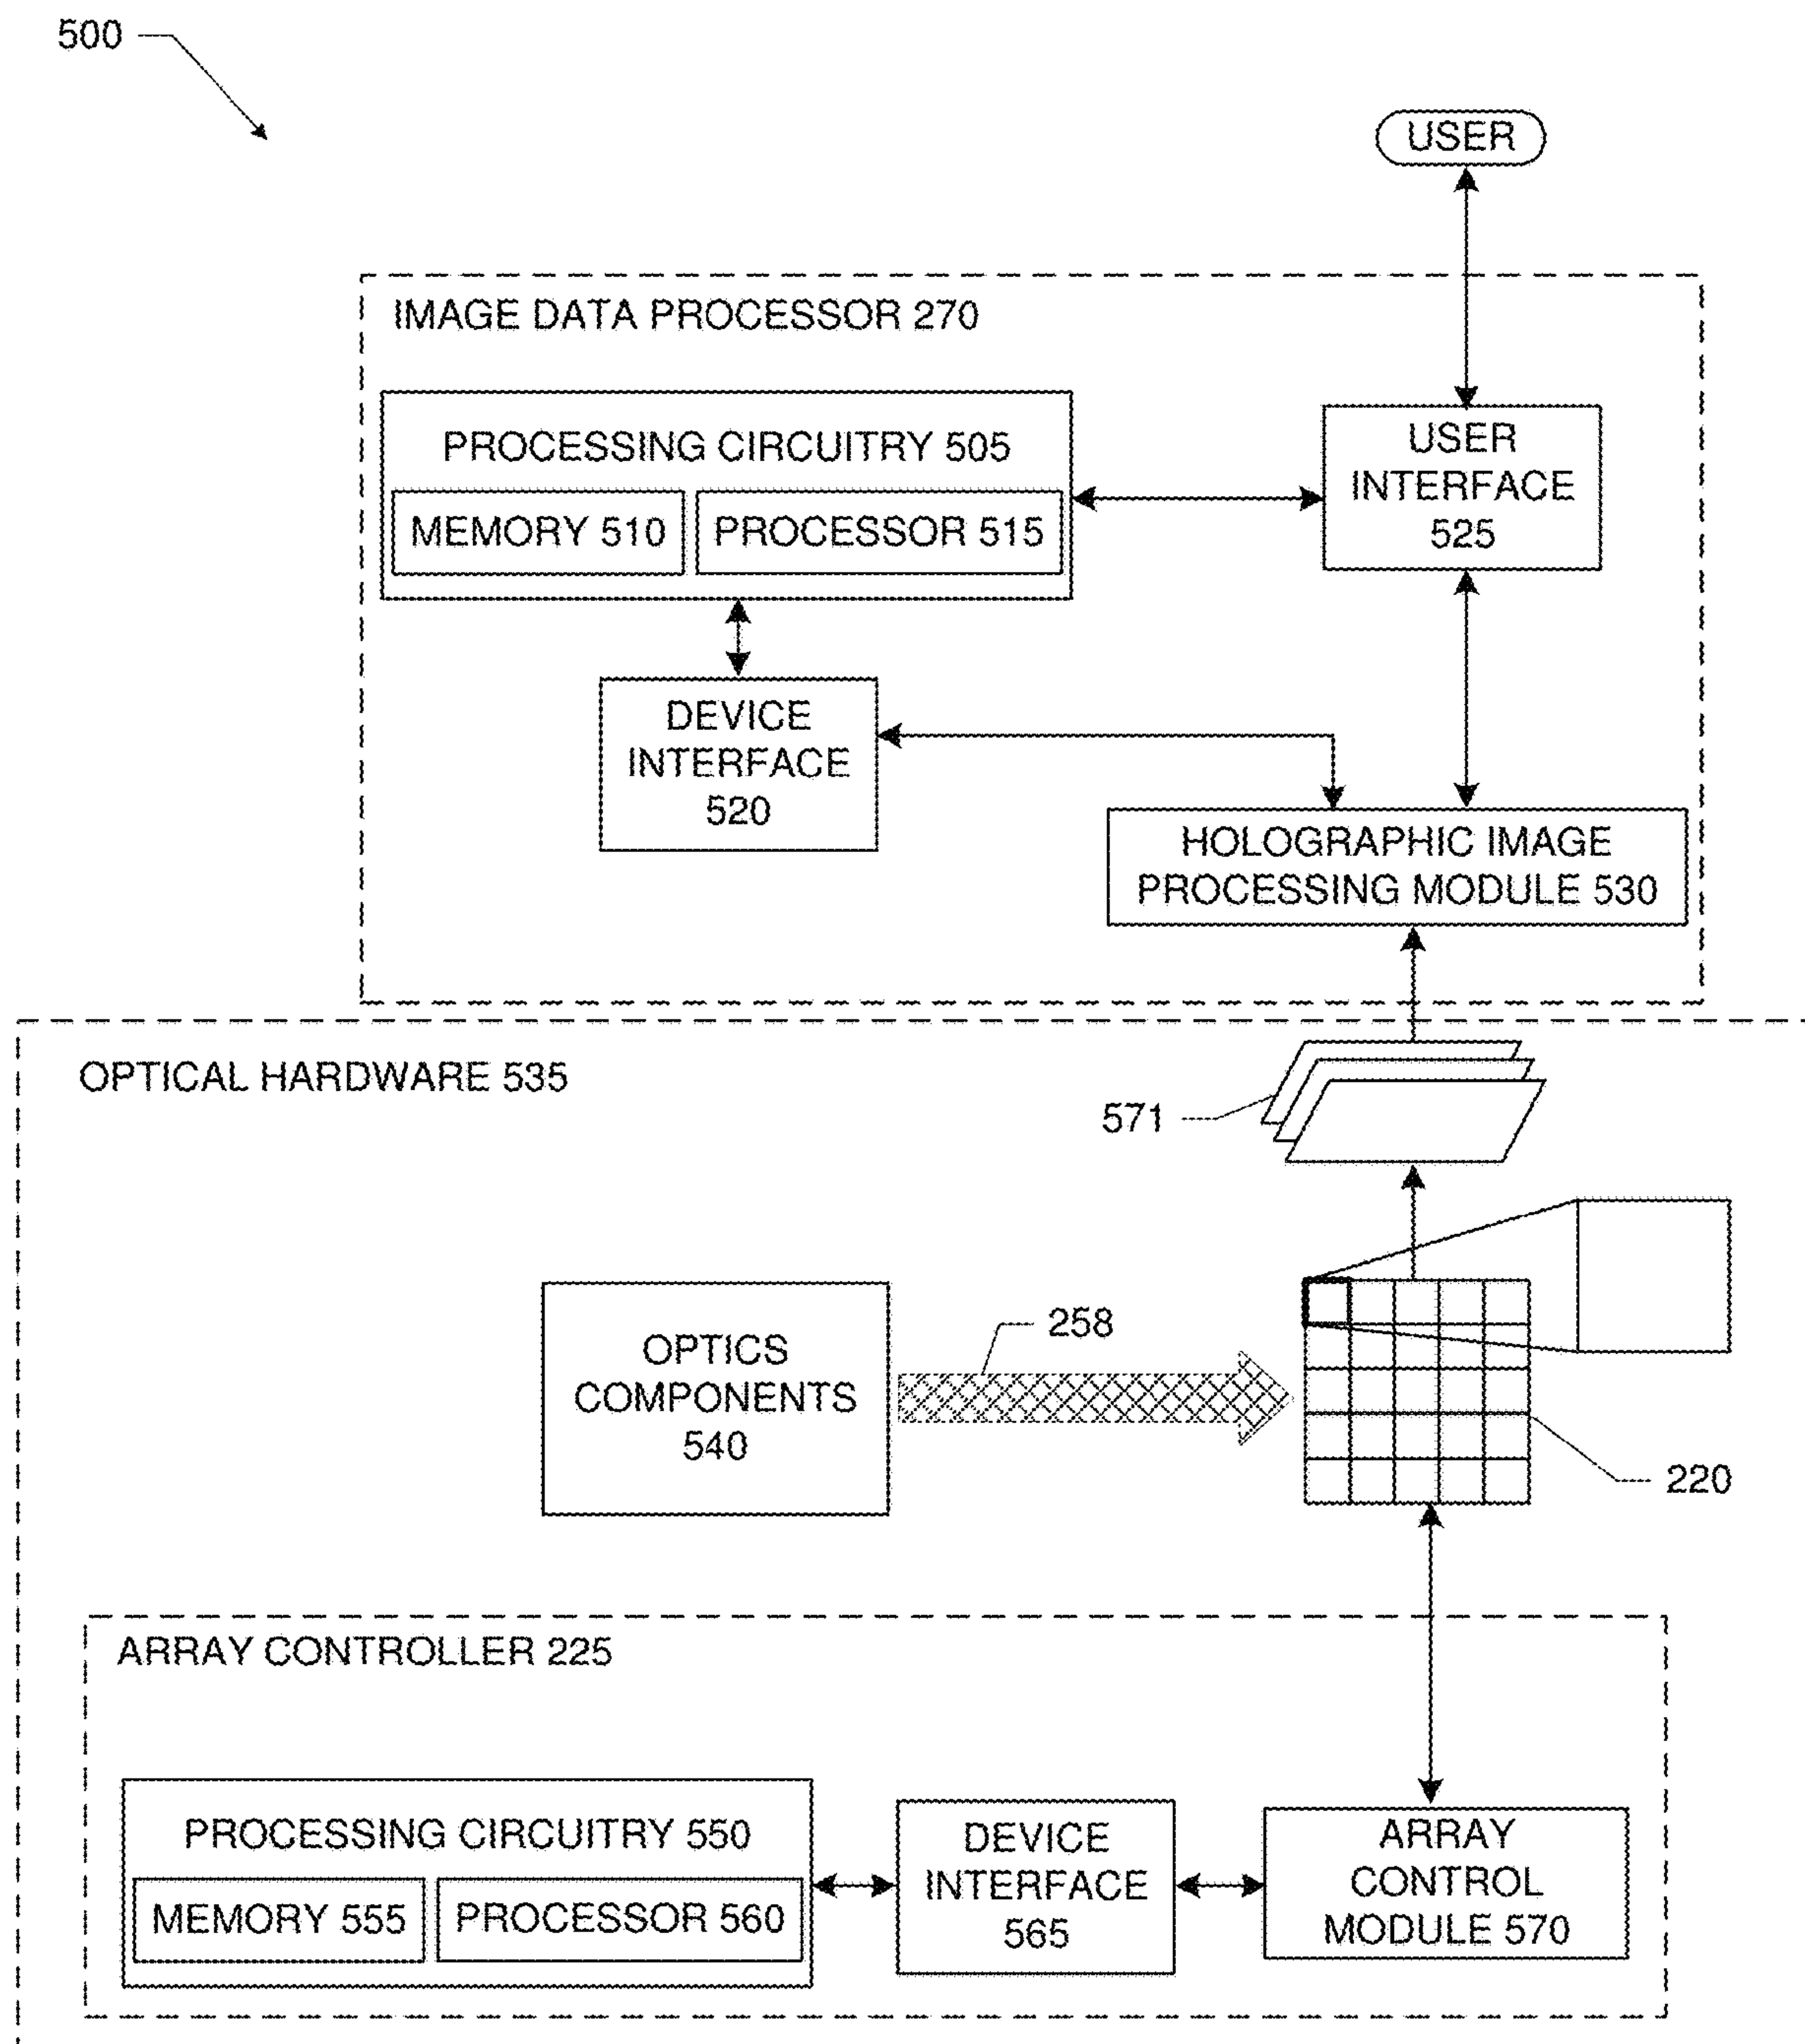 500
USER
IMAGE DATA PROCESSOR 270
PROCESSING CIRCUITRY 505
MEMORY 510
PROCESSOR 515
USER
INTERFACE
525
DEVICE
INTERFACE
520
HOLOGRAPHIC IMAGE
PROCESSING MODULE 530
OPTICAL HARDWARE 535
571
OPTICS
COMPONENTS
540
258
220
ARRAY CONTROLLER 225
PROCESSING CIRCUITRY 550
MEMORY 555
PROCESSOR 560
DEVICE
INTERFACE
565
ARRAY
CONTROL
MODULE 570